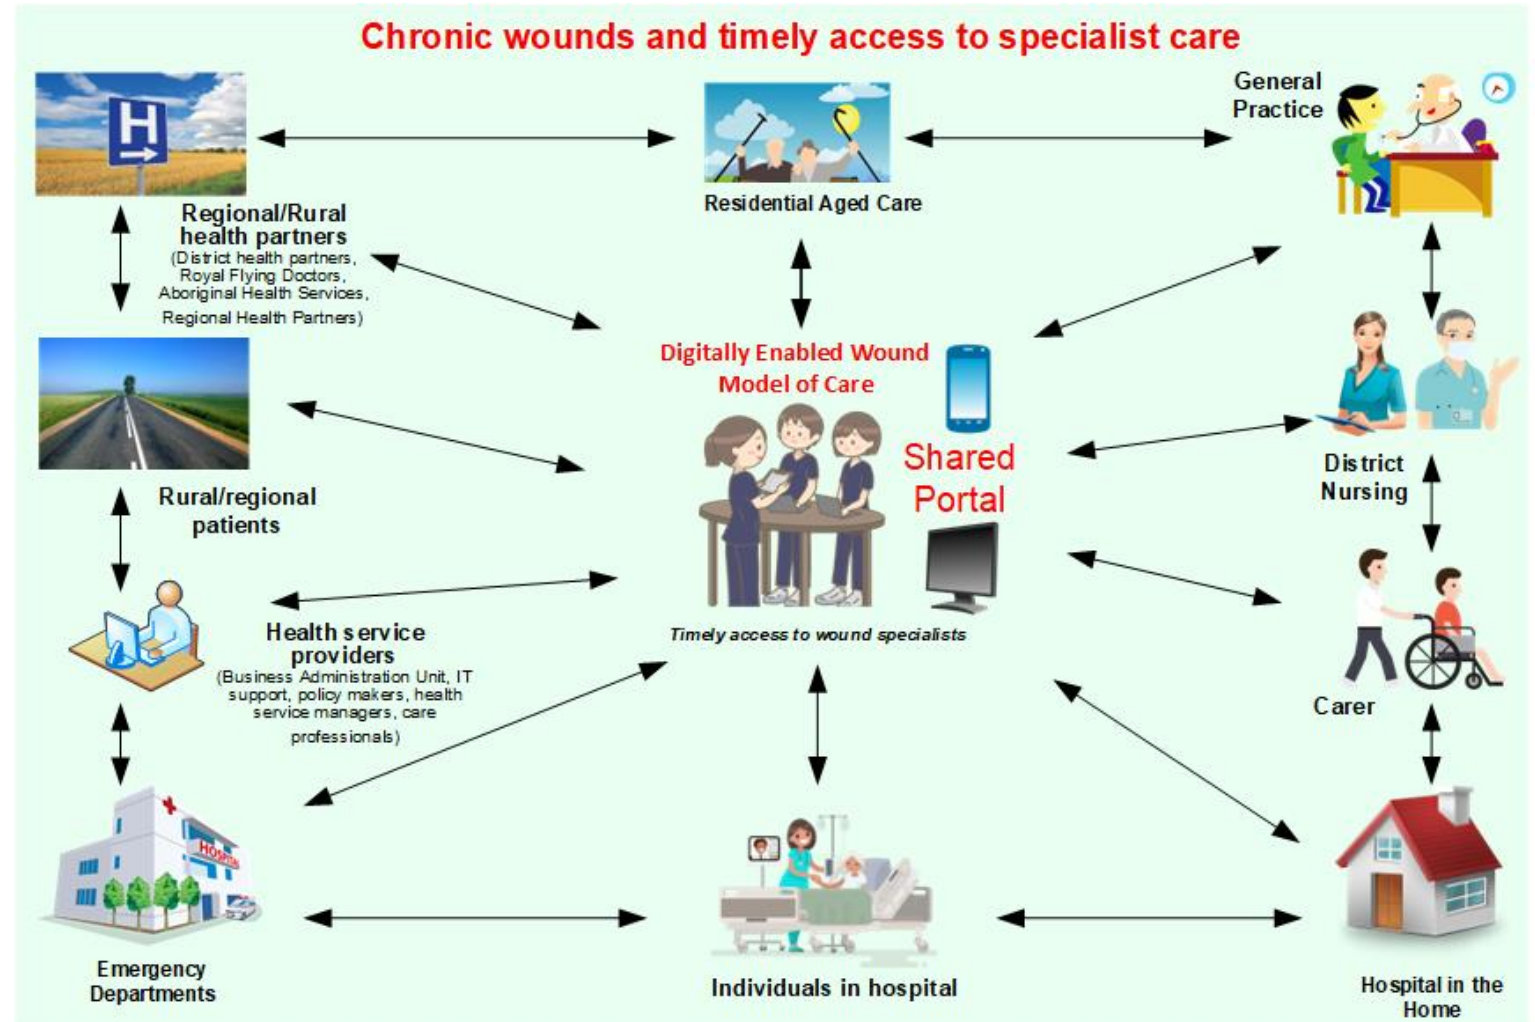 Chronic wounds and timely access to specialist care
H
Residential Aged Care
General
Practice
Regional/Rural
health partners
(District health partners,
Royal Flying Doctors,
Aboriginal Health Services,
Regional Health Partners)
Digitally Enabled Wound
Model of Care
Shared
Portal
Timely access to wound specialists
District
Nursing
Rural/regional
patients
Health service
providers
(Business Administration Unit, IT
support, policy makers, health
service managers, care
professionals)
Carer
HOSPITAL
Emergency
Departments
Individuals in hospital
Hospital in the
Home